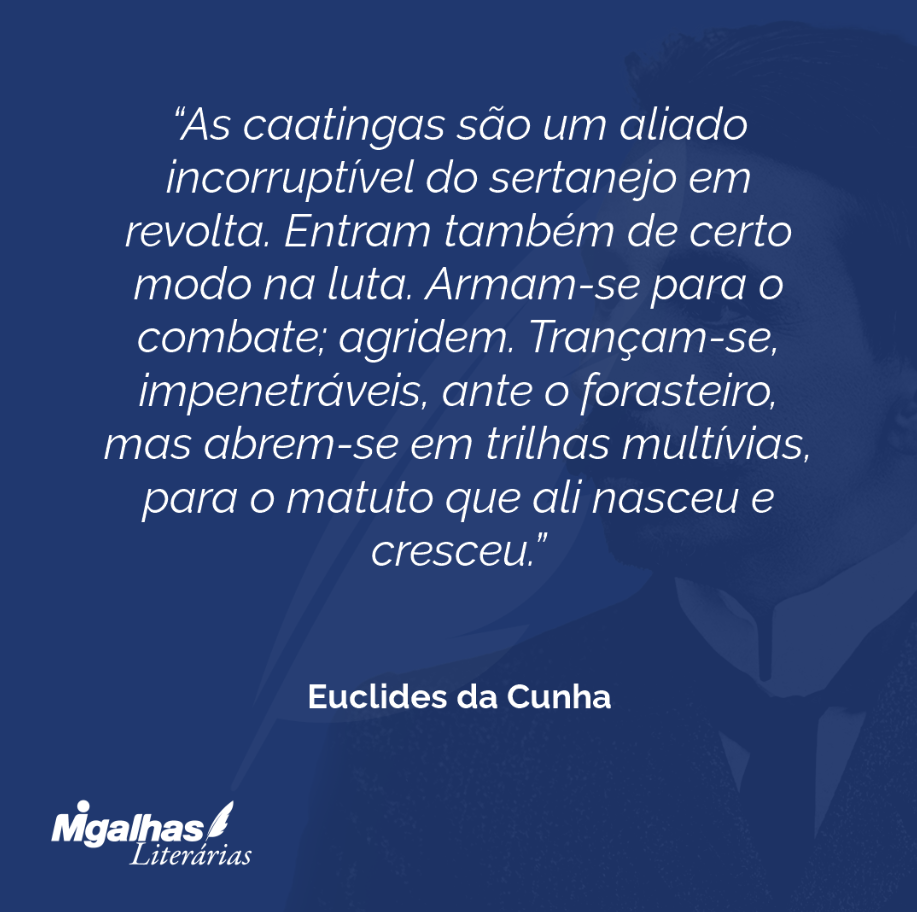 “As caatingas são um aliado
incorruptível do sertanejo em
revolta. Entram também de certo
modo na luta. Armam-se para o
combate; agridem. Trançam-se,
impenetráveis, ante o forasteiro,
mas abrem-se em trilhas multívias,
para o matuto que ali nasceu e
cresceu.”
Euclides da Cunha
Migalhas
Literárias